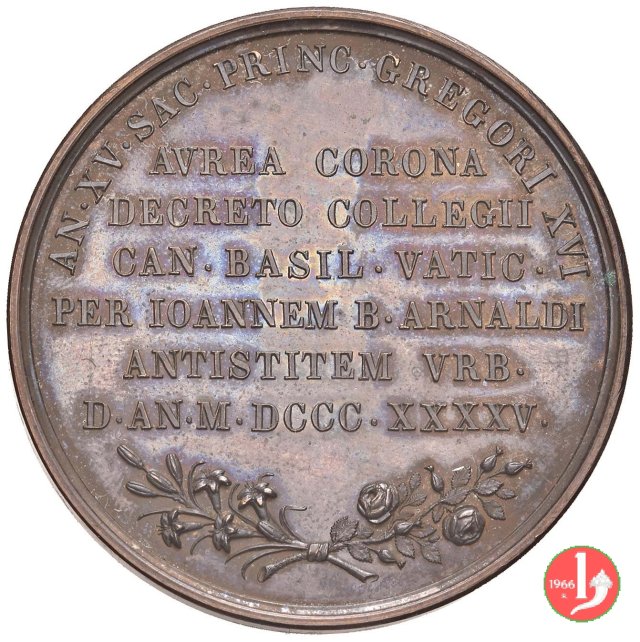 AN · XV · SAC · PRINC · GREGORI XVI
AVREA CORONA
DECRETO COLLEGII
CAN · BASIL · VATIC ·
PER IOANNEM B · ARNALDI
ANTISTITEM VRB ·
D · AN · M · DCCC · XXXXV ·
1966